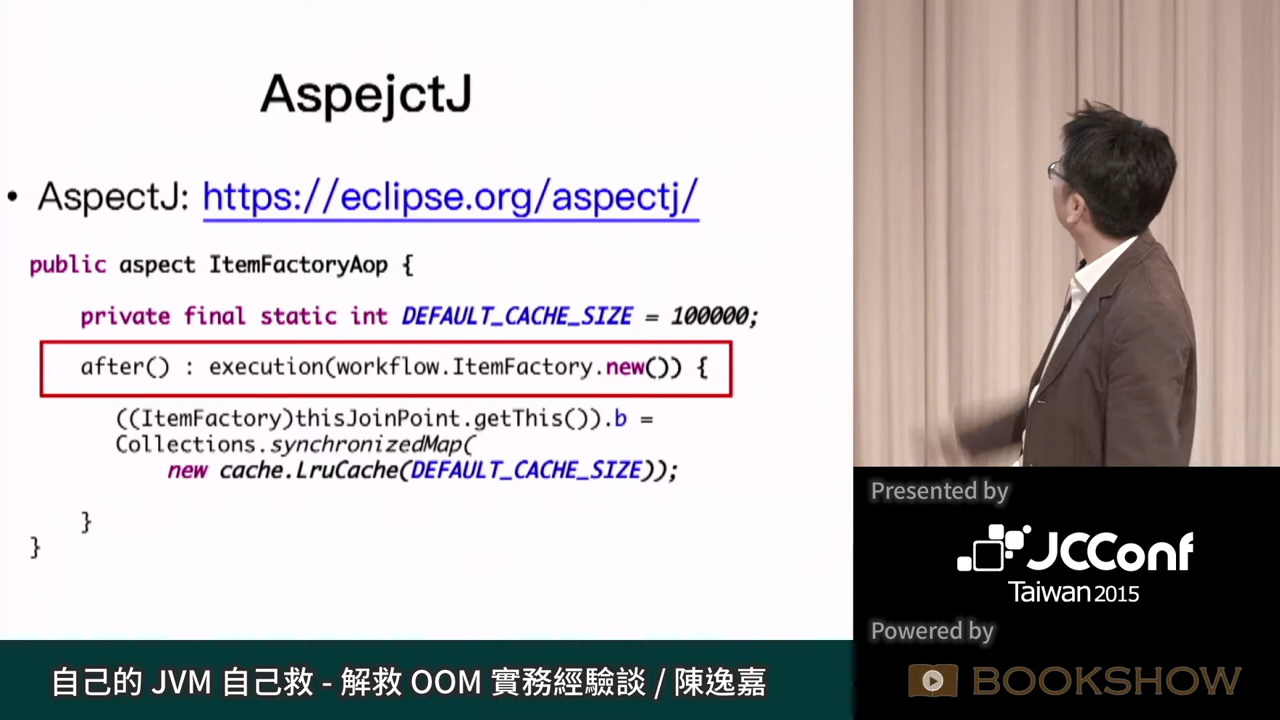 AspejctJ
• AspectJ: https://eclipse.org/aspectj/
public aspect ItemFactoryAop {
private final static int DEFAULT_CACHE_SIZE = 100000;
after() : execution(workflow.ItemFactory.new()) {
((ItemFactory)thisJoinPoint.getThis()).b =
Collections.synchronizedMap(
new cache.LruCache(DEFAULT_CACHE_SIZE));
}
}
Presented by
JCConf
Taiwan 2015
Powered by
BOOKSHOW
自己的 JVM 自己救 - 解救 OOM 實務經驗談 / 陳逸嘉